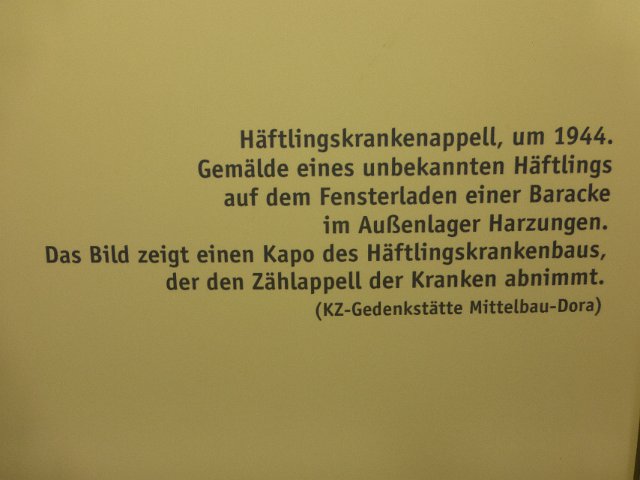 Häftlingskrankenappell, um 1944.
Gemälde eines unbekannten Häftlings
auf dem Fensterladen einer Baracke
im Außenlager Harzungen.
Das Bild zeigt einen Kapo des Häftlingskrankenbaus,
der den Zählappell der Kranken abnimmt.
(KZ-Gedenkstätte Mittelbau-Dora)